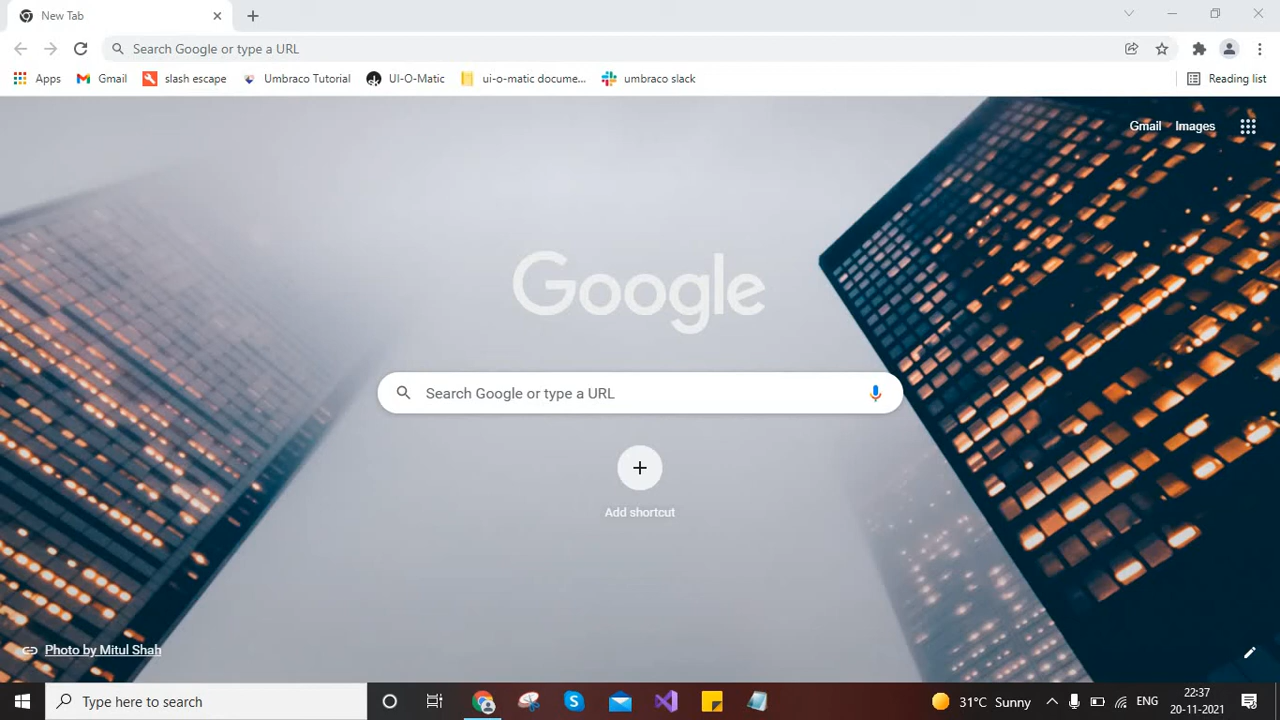 New Tab
Search Google or type a URL
Apps Gmail slash escape Umbraco Tutorial UI-O-Matic ui-o-matic docume... umbraco slack Reading list
Gmail Images
Google
Search Google or type a URL
Add shortcut
Photo by Mitul Shah
Type here to search 31°C Sunny ENG 22:37
20-11-2021